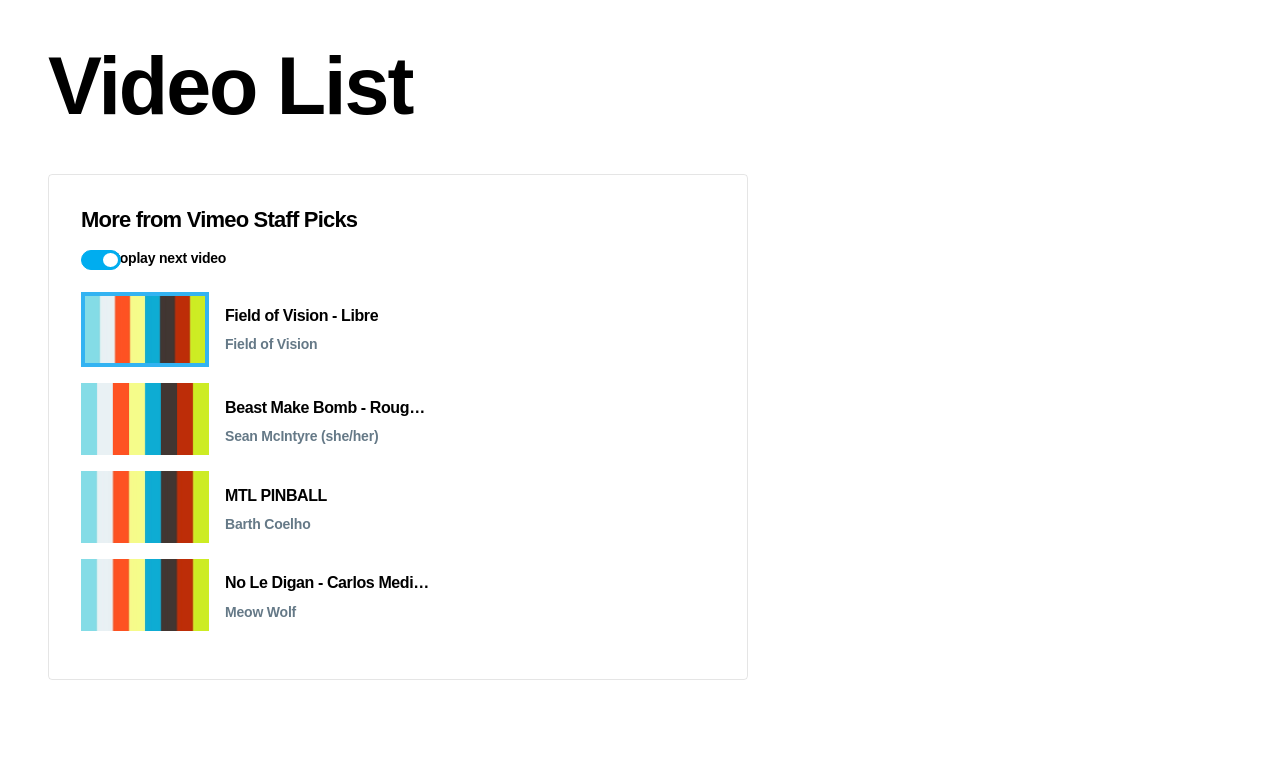 Video List
More from Vimeo Staff Picks
oplay next video
Field of Vision - Libre
Field of Vision
Beast Make Bomb - Roug…
Sean McIntyre (she/her)
MTL PINBALL
Barth Coelho
No Le Digan - Carlos Medi…
Meow Wolf